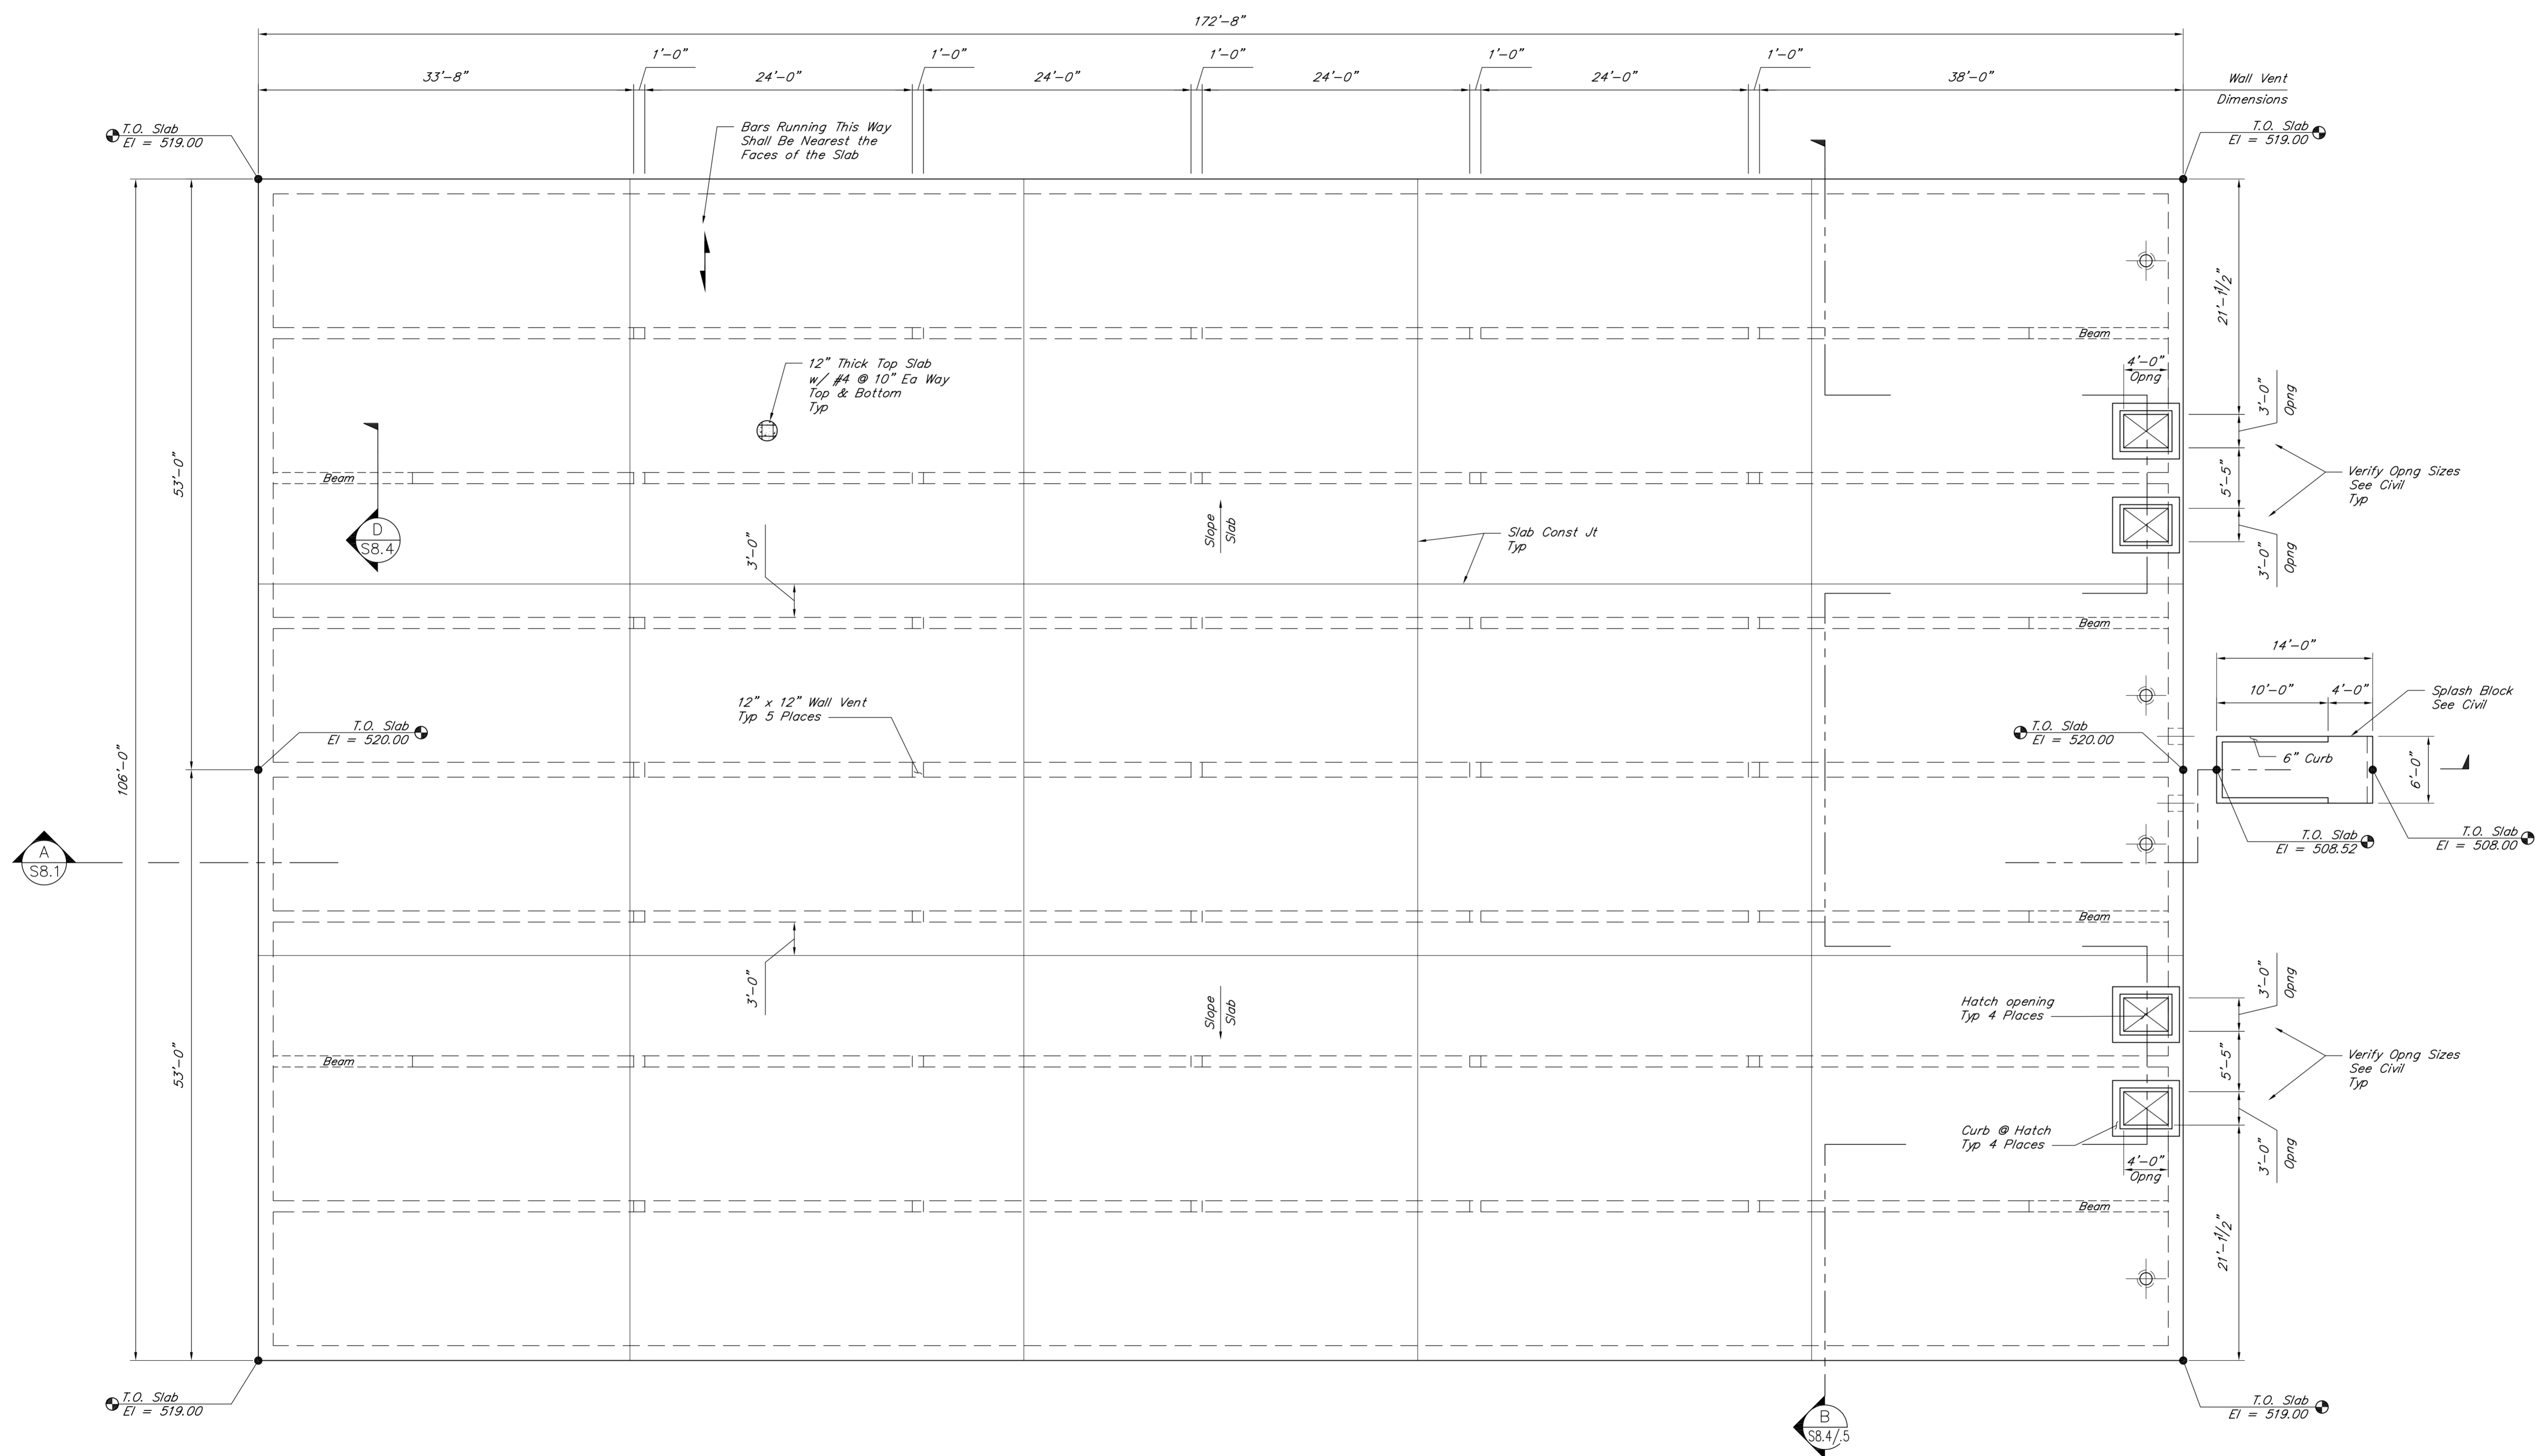 172'-8"
1'-0"
1'-0"
1'-0"
1'-0"
1'-0"
33'-8"
24'-0"
24'-0"
24'-0"
24'-0"
38'-0"
Wall Vent
Dimensions
T.O. Slab
El = 519.00
Bars Running This Way
Shall Be Nearest the
Faces of the Slab
T.O. Slab
El = 519.00
21'-1 1/2"
Beam
12" Thick Top Slab
w/ #4 @ 10" Ea Way
Top & Bottom
Typ
4'-0"
Opng
3'-0"
Opng
53'-0"
Beam
5'-5"
Verify Opng Sizes
See Civil
Typ
D
S8.4
Slope
Slab
Slab Const Jt
Typ
3'-0"
3'-0"
Opng
Beam
14'-0"
10'-0"
4'-0"
Splash Block
See Civil
12" x 12" Wall Vent
Typ 5 Places
T.O. Slab
El = 520.00
T.O. Slab
El = 520.00
6" Curb
6'-0"
106'-0"
T.O. Slab
El = 508.52
T.O. Slab
El = 508.00
A
S8.1
Beam
3'-0"
Slope
Slab
Hatch opening
Typ 4 Places
3'-0"
Opng
53'-0"
Beam
5'-5"
Verify Opng Sizes
See Civil
Typ
Curb @ Hatch
Typ 4 Places
4'-0"
Opng
3'-0"
Opng
Beam
21'-1 1/2"
T.O. Slab
El = 519.00
B
S8.4/.5
T.O. Slab
El = 519.00